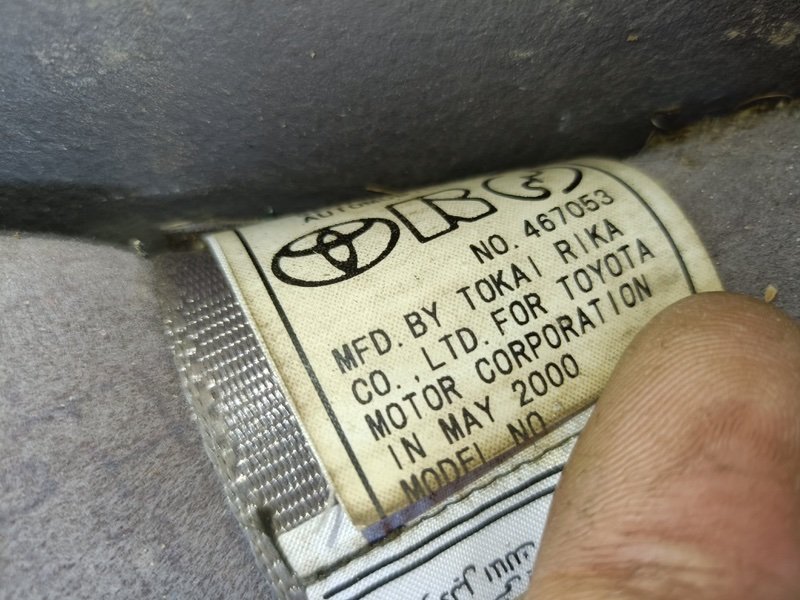 NO. 467053
MFD. BY TOKAI RIKA
CO., LTD. FOR TOYOTA
MOTOR CORPORATION
IN MAY 2000
MODEL NO